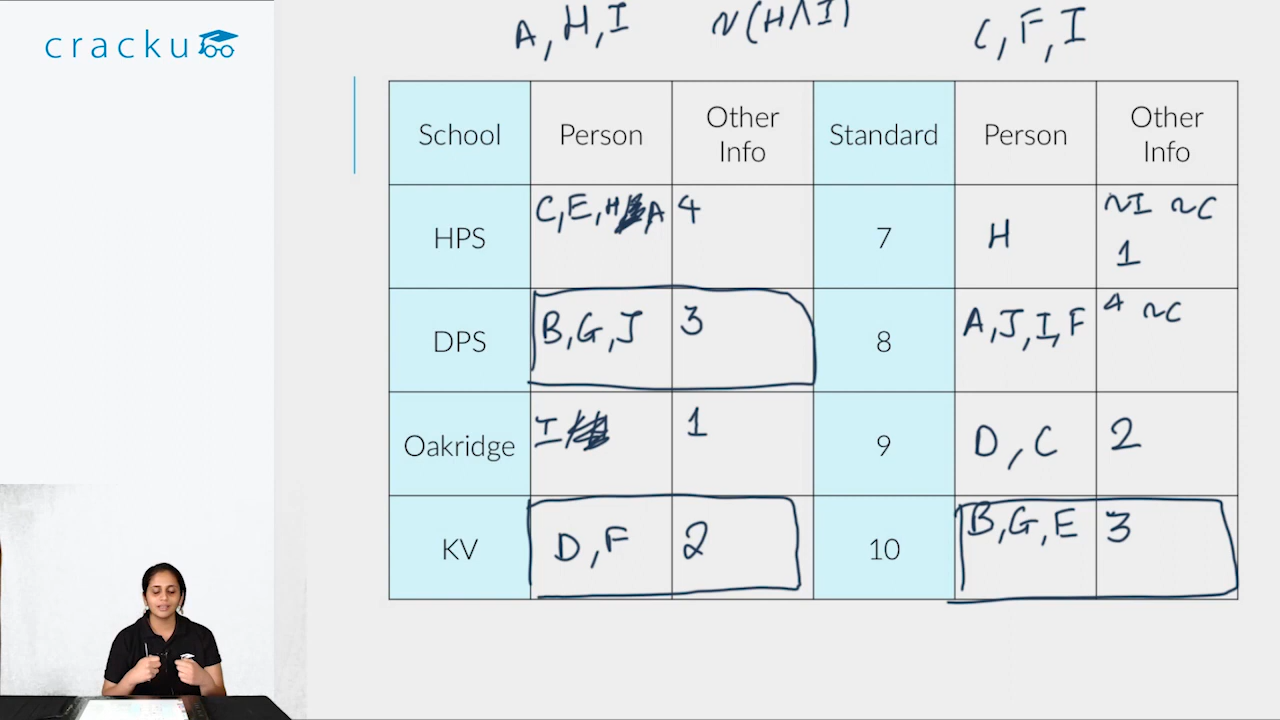 cracku
A, H, I ~(H∧I) C, F, I
School Person Other Info Standard Person Other Info
HPS C, E, H A 4 7 H ~I ~C 1
DPS B, G, J 3 8 A, J, I, F 4 ~C
Oakridge I 1 9 D, C 2
KV D, F 2 10 B, G, E 3